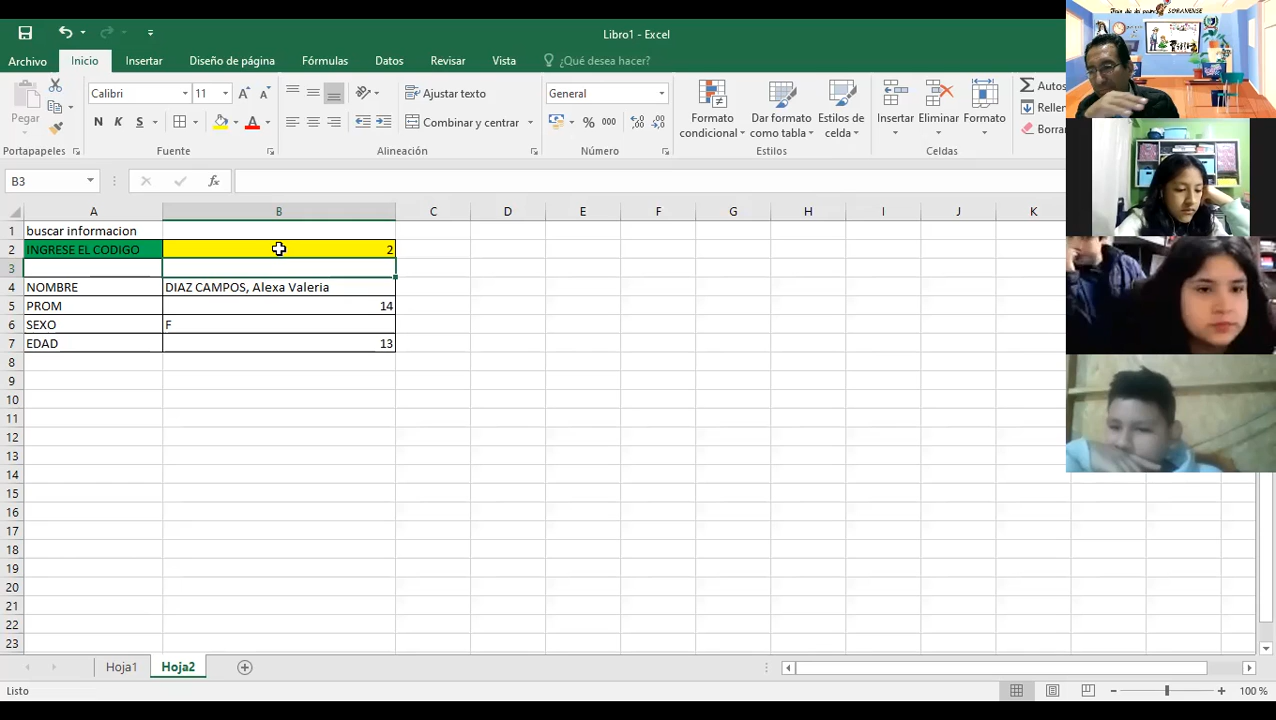 Libro1 - Excel
Archivo Inicio Insertar Diseño de página Fórmulas Datos Revisar Vista ¿Qué desea hacer?
Calibri 11 Ajustar texto General
Pegar
N K S Combinar y centrar % 000
Formato condicional
Dar formato como tabla
Estilos de celda
Insertar Eliminar Formato
Autos
Reller
Borra
Portapapeles Fuente Alineación Número Estilos Celdas
B3 fx
A B C D E F G H I J K
1 buscar informacion
2 INGRESE EL CODIGO 2
3
4 NOMBRE DIAZ CAMPOS, Alexa Valeria
5 PROM 14
6 SEXO F
7 EDAD 13
8
9
10
11
12
13
14
15
16
17
18
19
20
21
22
23
Hoja1 Hoja2
Listo 100 %